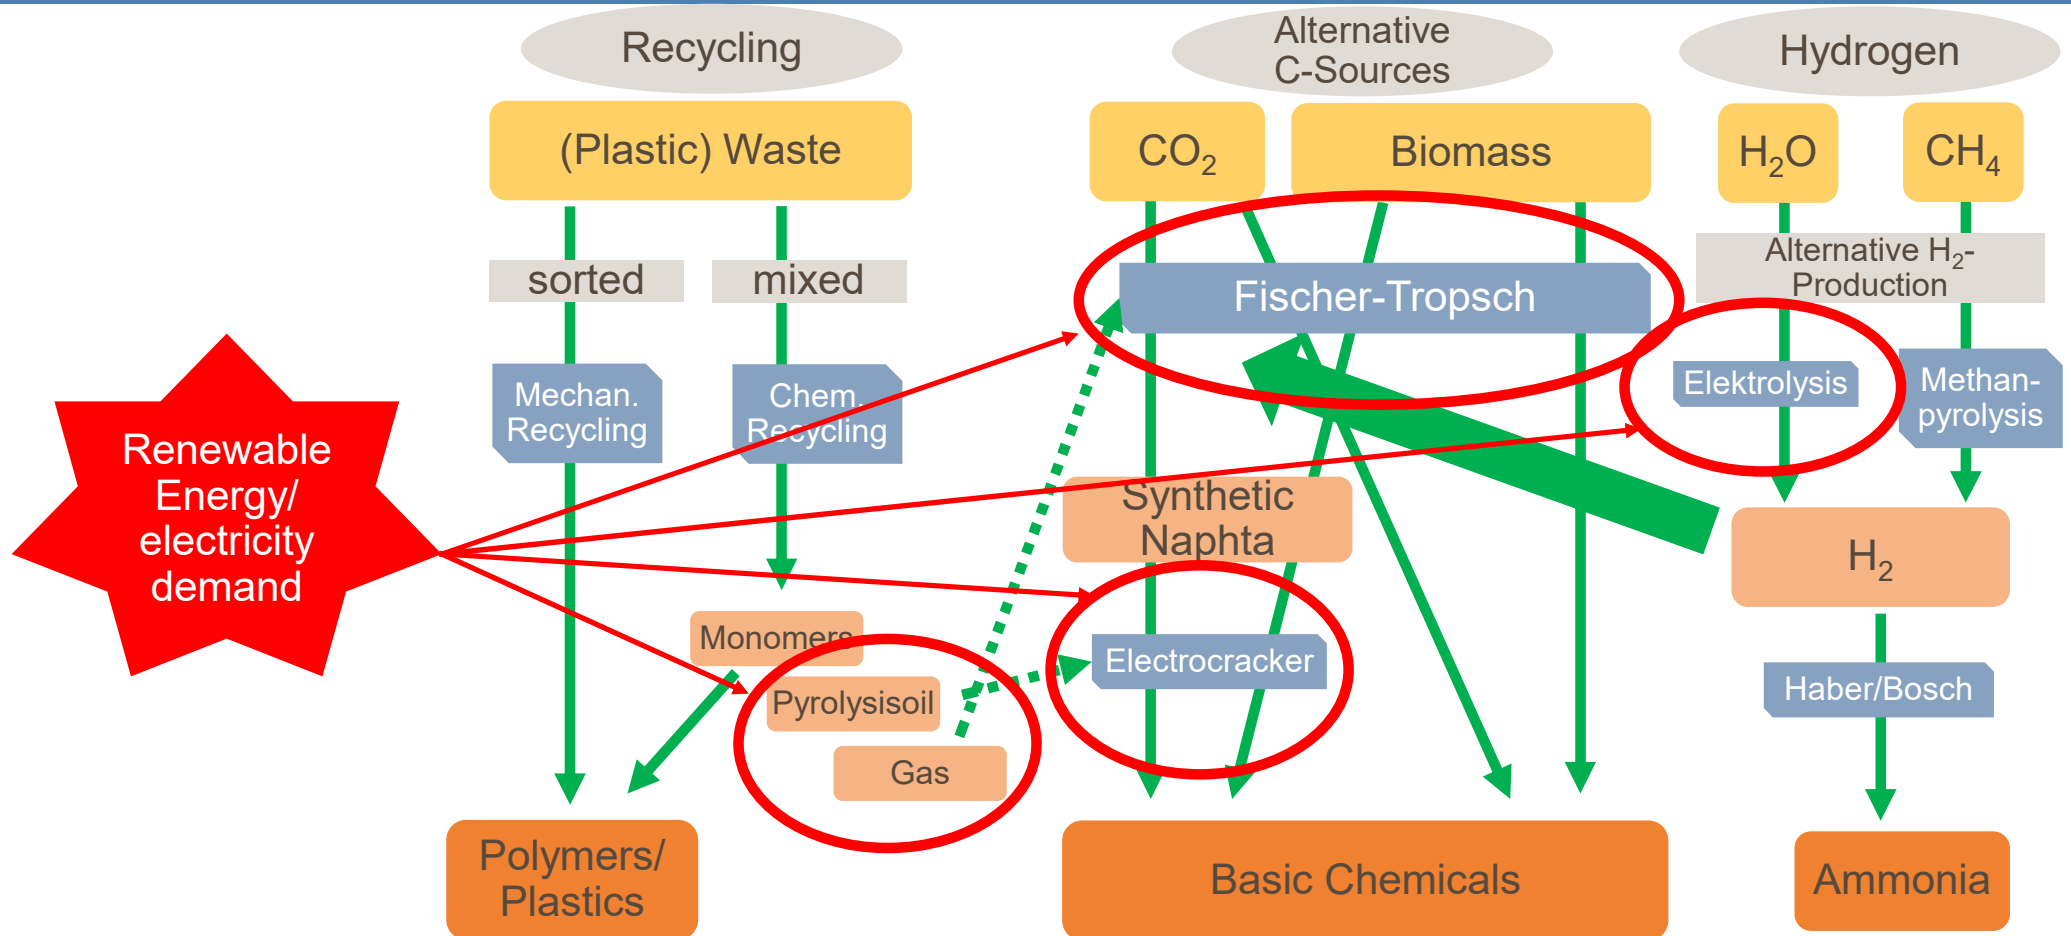 Recycling
Alternative
C-Sources
Hydrogen
(Plastic) Waste
CO₂
Biomass
H₂O
CH₄
sorted
mixed
Alternative H₂-
Production
Fischer-Tropsch
Mechan.
Recycling
Chem.
Recycling
Elektrolysis
Methan-
pyrolysis
Renewable
Energy/
electricity
demand
Synthetic
Naphta
H₂
Monomers
Electrocracker
Pyrolysisoil
Haber/Bosch
Gas
Polymers/
Plastics
Basic Chemicals
Ammonia